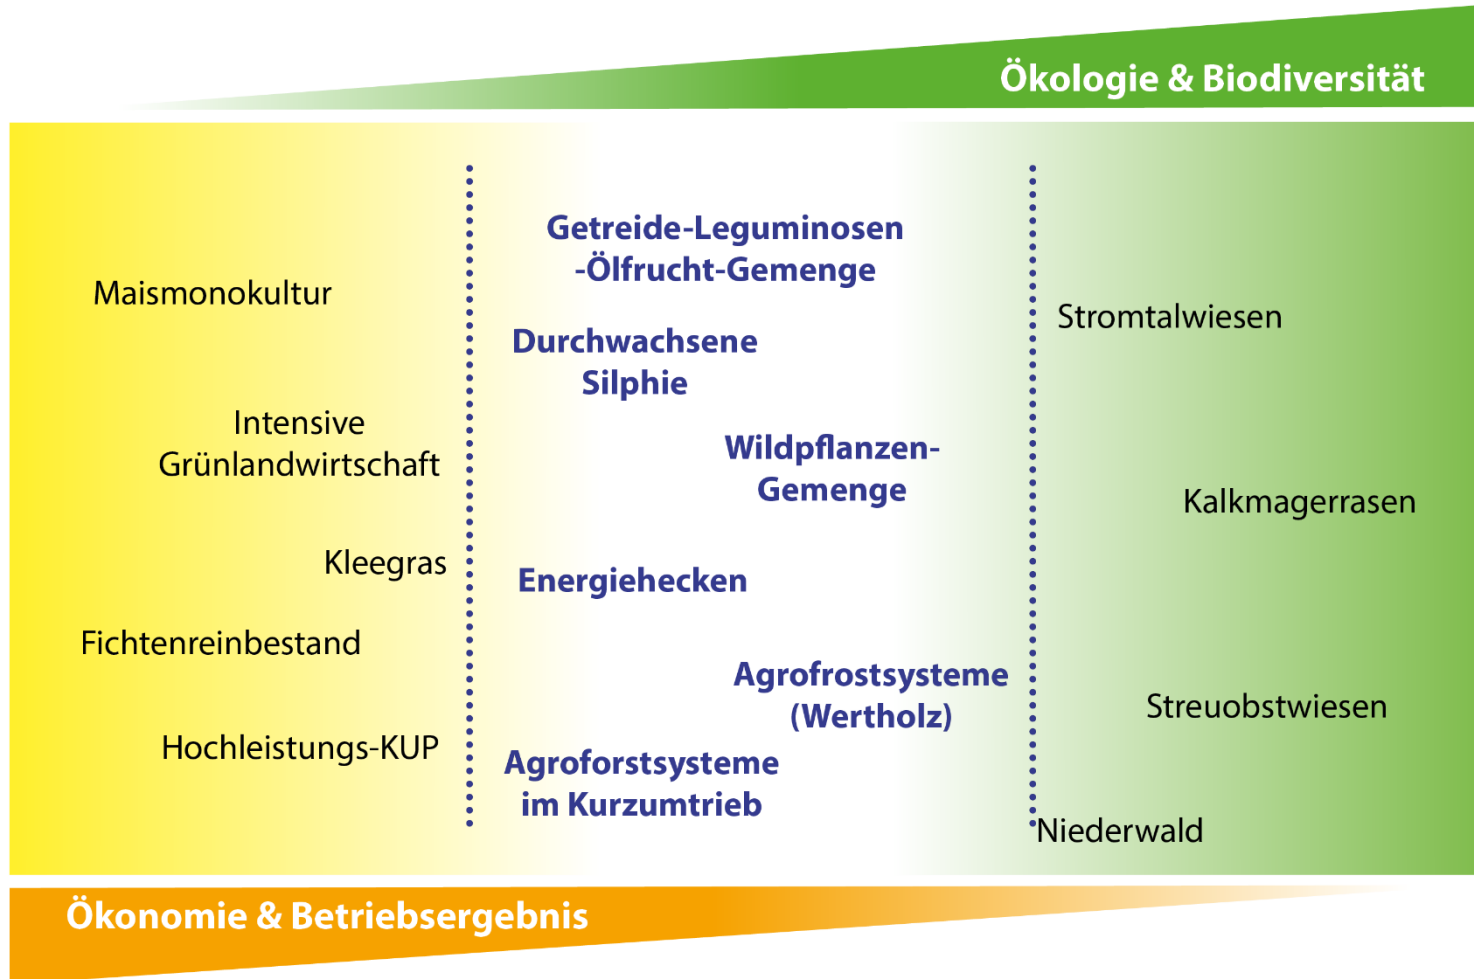 Ökologie & Biodiversität
Getreide-Leguminosen
-Ölfrucht-Gemenge
Maismonokultur
Stromtalwiesen
Durchwachsene
Silphie
Intensive
Grünlandwirtschaft
Wildpflanzen-
Gemenge
Kalkmagerrasen
Kleegras
Energiehecken
Fichtenreinbestand
Agrofrostsysteme
(Wertholz)
Streuobstwiesen
Hochleistungs-KUP
Agroforstsysteme
im Kurzumtrieb
Niederwald
Ökonomie & Betriebsergebnis